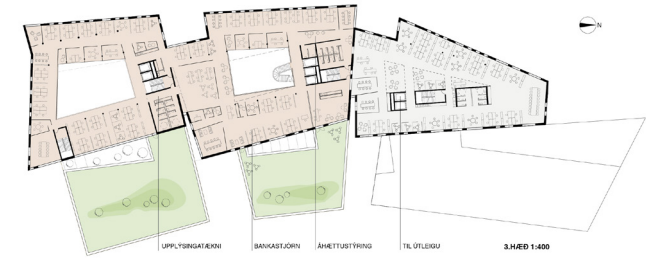 N
UPPLÝSINGATÆKNI
BANKASTJÓRN
ÁHÆTTUSTÝRING
TIL ÚTLEIGU
3.HÆÐ 1:400